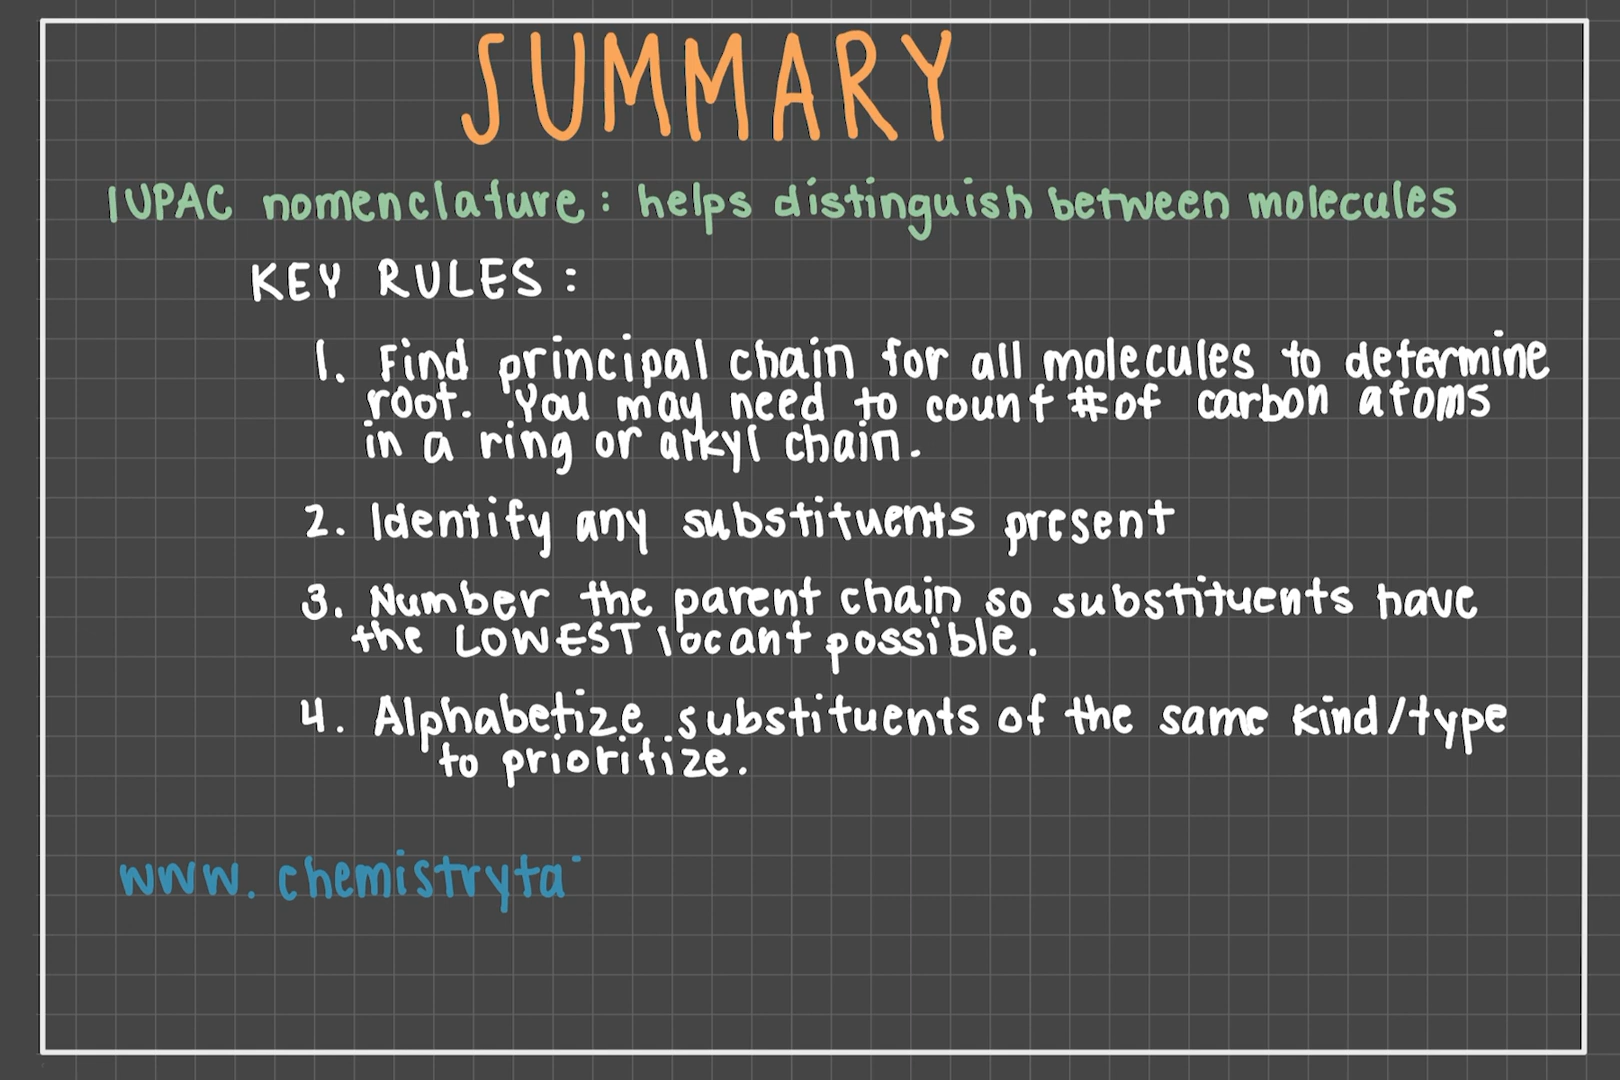 SUMMARY
IUPAC nomenclature: helps distinguish between molecules
KEY RULES:
1. Find principal chain for all molecules to determine
root. You may need to count # of carbon atoms
in a ring or alkyl chain.
2. Identify any substituents present
3. Number the parent chain so substituents have
the LOWEST locant possible.
4. Alphabetize substituents of the same kind/type
to prioritize.
www.chemistryta